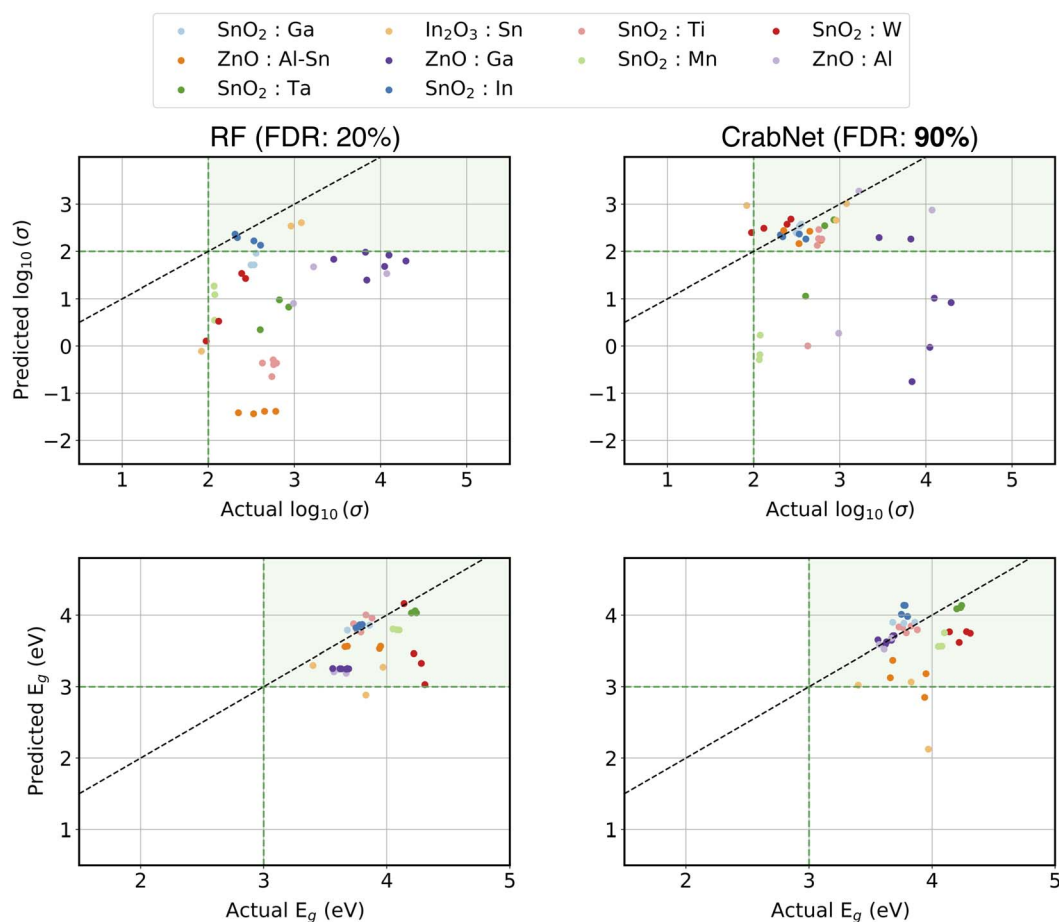 SnO₂ : Ga In₂O₃ : Sn SnO₂ : Ti SnO₂ : W
ZnO : Al-Sn ZnO : Ga SnO₂ : Mn ZnO : Al
SnO₂ : Ta SnO₂ : In
RF (FDR: 20%) CrabNet (FDR: 90%)
3 3
2 2
1 1
0 0
−1 −1
−2 −2
Predicted log₁₀ (σ)
1 2 3 4 5 1 2 3 4 5
Actual log₁₀ (σ) Actual log₁₀ (σ)
4 4
3 3
2 2
1 1
Predicted E_g (eV)
2 3 4 5 2 3 4 5
Actual E_g (eV) Actual E_g (eV)